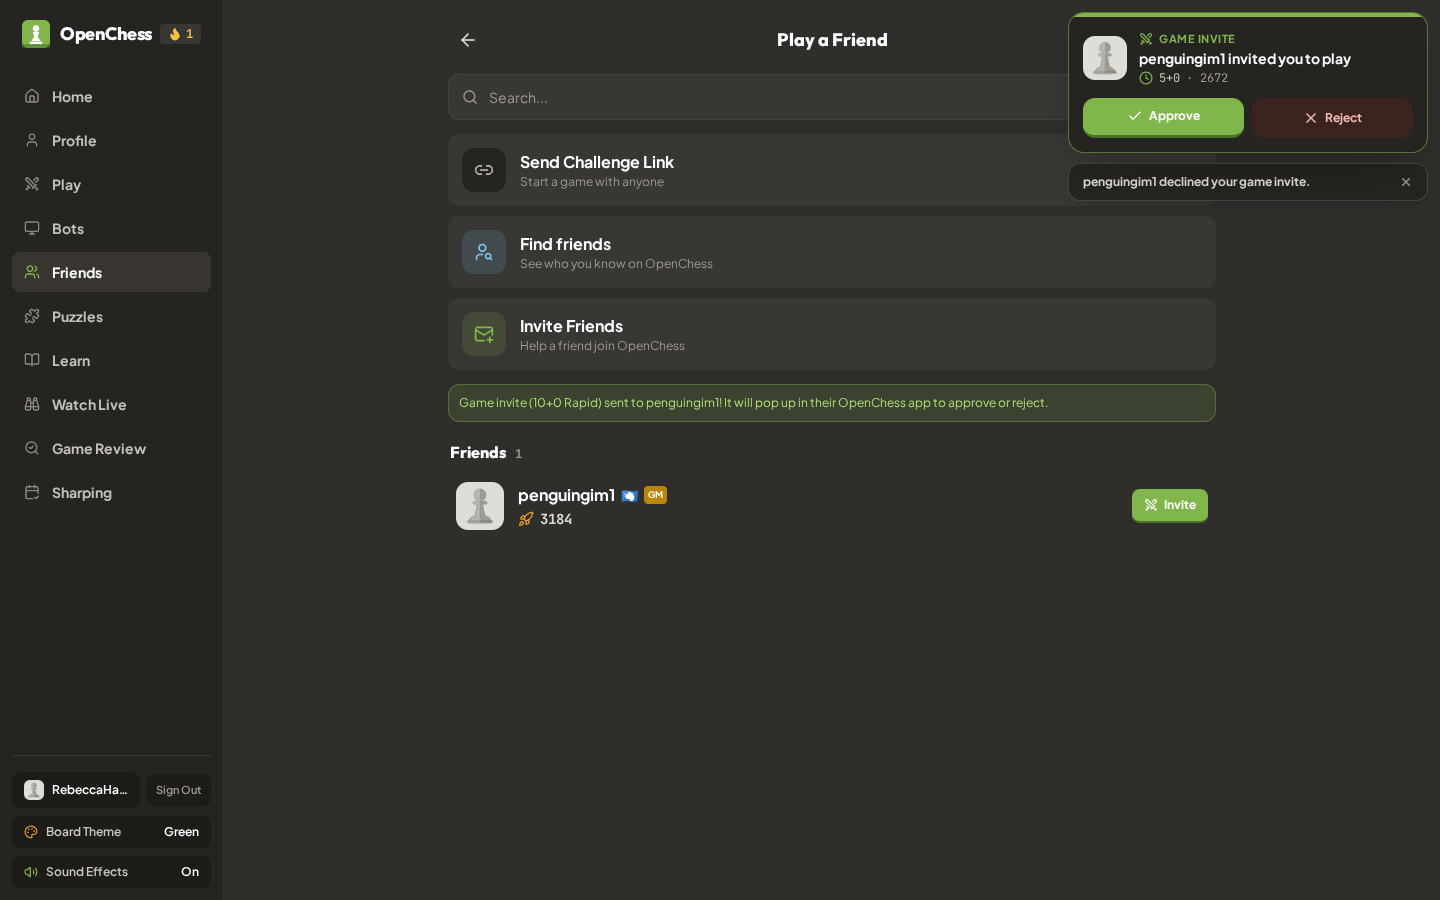 OpenChess 1
Home
Profile
Play
Bots
Friends
Puzzles
Learn
Watch Live
Game Review
Sharping
RebeccaHa...
Sign Out
Board Theme Green
Sound Effects On
Play a Friend
Search...
Send Challenge Link
Start a game with anyone
Find friends
See who you know on OpenChess
Invite Friends
Help a friend join OpenChess
Game invite (10+0 Rapid) sent to penguingim1! It will pop up in their OpenChess app to approve or reject.
Friends 1
penguingim1 GM
3184
Invite
GAME INVITE
penguingim1 invited you to play
5+0 · 2672
Approve
Reject
penguingim1 declined your game invite.